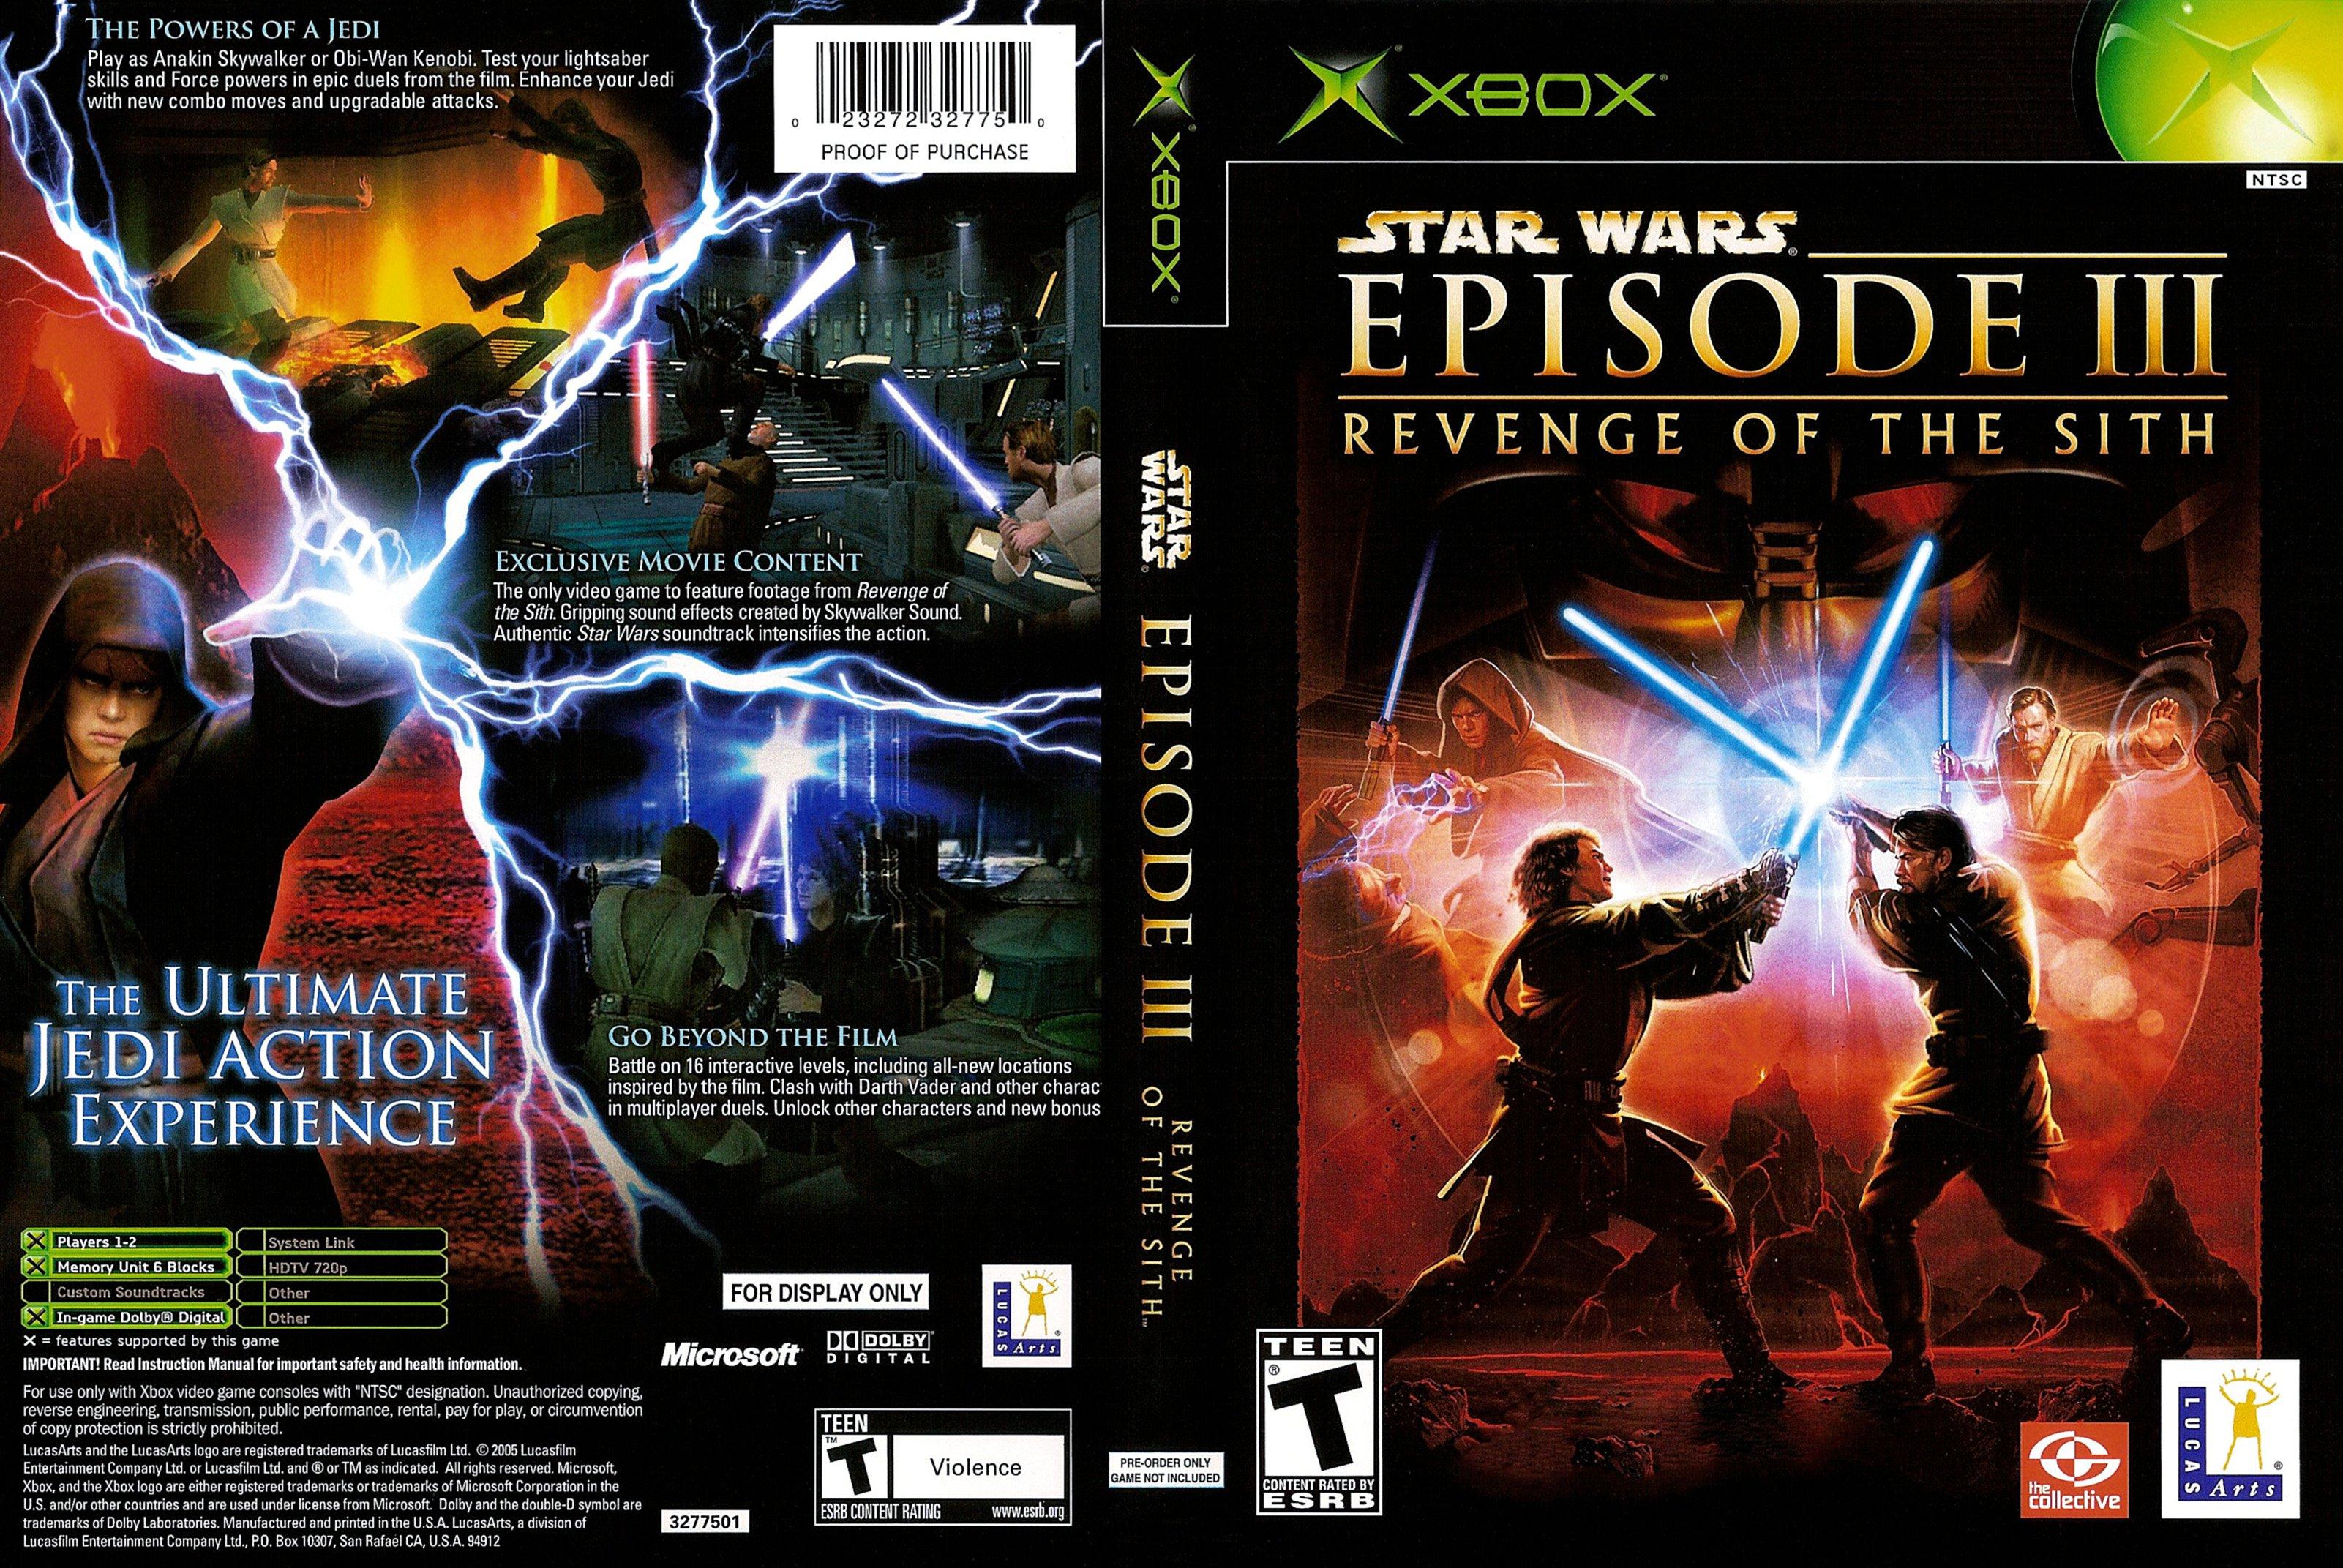 THE POWERS OF A JEDI
Play as Anakin Skywalker or Obi-Wan Kenobi. Test your lightsaber
skills and Force powers in epic duels from the film. Enhance your Jedi
with new combo moves and upgradable attacks.
0 23272 32775 0
PROOF OF PURCHASE
EXCLUSIVE MOVIE CONTENT
The only video game to feature footage from Revenge of
the Sith. Gripping sound effects created by Skywalker Sound.
Authentic Star Wars soundtrack intensifies the action.
THE ULTIMATE
JEDI ACTION
EXPERIENCE
GO BEYOND THE FILM
Battle on 16 interactive levels, including all-new locations
inspired by the film. Clash with Darth Vader and other charac
in multiplayer duels. Unlock other characters and new bonus
X Players 1-2
X Memory Unit 6 Blocks
Custom Soundtracks
X In-game Dolby® Digital
System Link
HDTV 720p
Other
Other
X = features supported by this game
IMPORTANT! Read Instruction Manual for important safety and health information.
For use only with Xbox video game consoles with "NTSC" designation. Unauthorized copying,
reverse engineering, transmission, public performance, rental, pay for play, or circumvention
of copy protection is strictly prohibited.
LucasArts and the LucasArts logo are registered trademarks of Lucasfilm Ltd. © 2005 Lucasfilm
Entertainment Company Ltd. or Lucasfilm Ltd. and ® or TM as indicated. All rights reserved. Microsoft,
Xbox, and the Xbox logo are either registered trademarks or trademarks of Microsoft Corporation in the
U.S. and/or other countries and are used under license from Microsoft. Dolby and the double-D symbol are
trademarks of Dolby Laboratories. Manufactured and printed in the U.S.A. LucasArts, a division of
Lucasfilm Entertainment Company Ltd., P.O. Box 10307, San Rafael CA, U.S.A. 94912
FOR DISPLAY ONLY
Microsoft
DOLBY
DIGITAL
LUCAS
Arts
®
TEEN
T™
Violence
ESRB CONTENT RATING www.esrb.org
3277501
XBOX®
STAR
WARS®
EPISODE III
REVENGE
OF THE SITH™
PRE-ORDER ONLY
GAME NOT INCLUDED
XBOX®
NTSC
STAR WARS®
EPISODE III
REVENGE OF THE SITH
TEEN
T®
CONTENT RATED BY
ESRB
the
collective
LUCAS
Arts
®